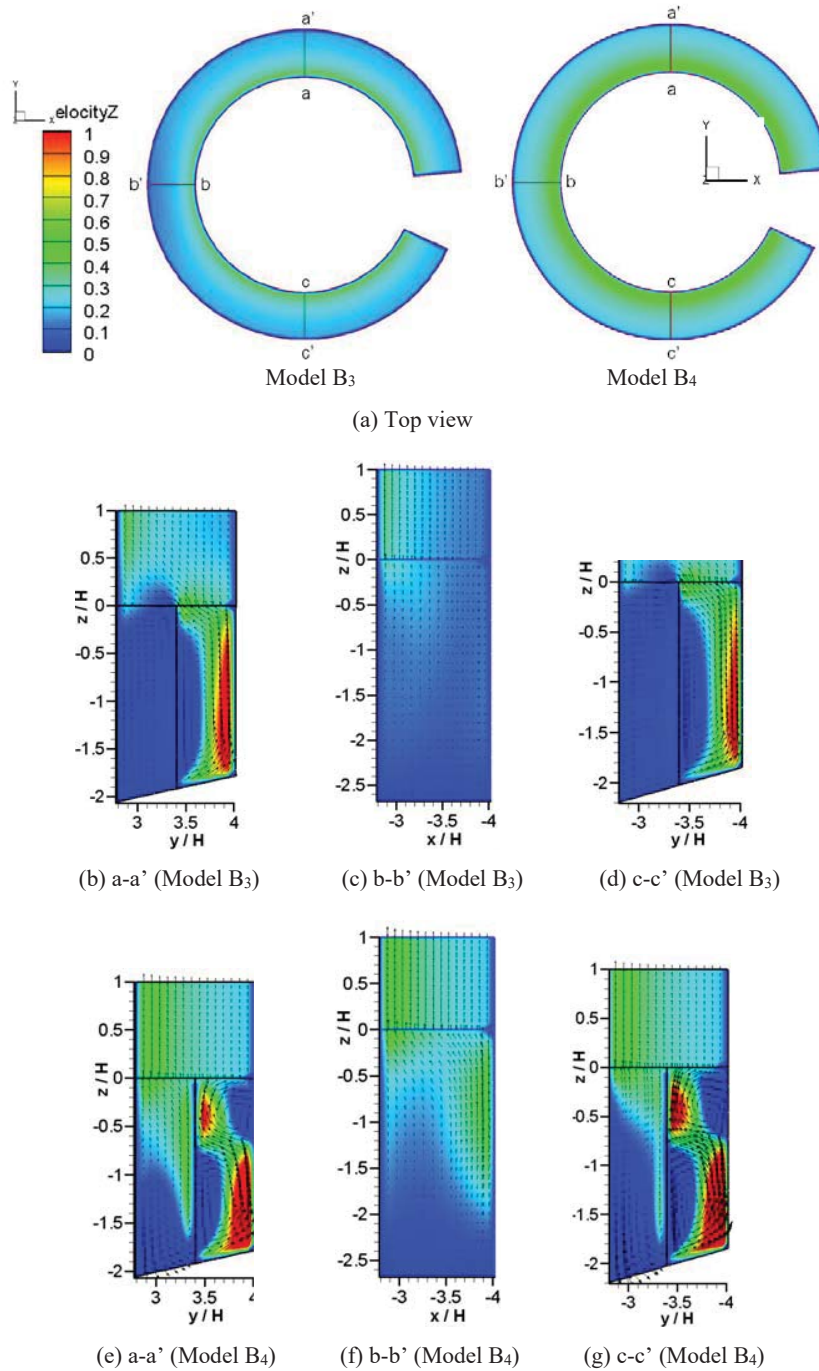 a'
a'
Y
X
elocityZ
1
0.9
0.8
0.7
0.6
0.5
0.4
0.3
0.2
0.1
0
a
b'
b
c
c'
a
Y
Z
X
b'
b
c
c'
Model B3
Model B4
(a) Top view
z / H
1
0.5
0
-0.5
-1
-1.5
-2
3
3.5
4
y / H
z / H
1
0.5
0
-0.5
-1
-1.5
-2
-2.5
-3
-3.5
-4
x / H
z / H
0
-0.5
-1
-1.5
-2
-3
-3.5
-4
y / H
(b) a-a’ (Model B3)
(c) b-b’ (Model B3)
(d) c-c’ (Model B3)
z / H
1
0.5
0
-0.5
-1
-1.5
-2
3
3.5
4
y / H
z / H
1
0.5
0
-0.5
-1
-1.5
-2
-2.5
-3
-3.5
-4
x / H
z / H
1
0.5
0
-0.5
-1
-1.5
-2
-3
-3.5
-4
y / H
(e) a-a’ (Model B4)
(f) b-b’ (Model B4)
(g) c-c’ (Model B4)